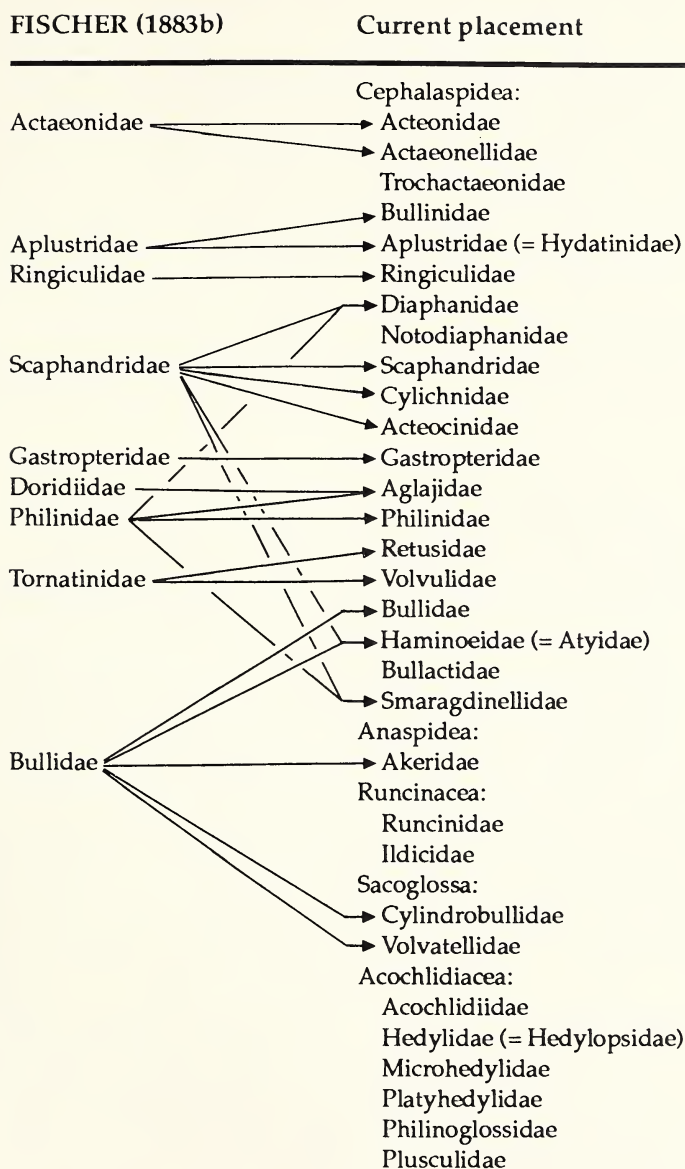 FISCHER (1883b) Current placement
Cephalaspidea:
Actaeonidae Acteonidae
Actaeonellidae
Trochactaeonidae
Bullinidae
Aplustridae Aplustridae (= Hydatinidae)
Ringiculidae Ringiculidae
Diaphanidae
Notodiaphanidae
Scaphandridae Scaphandridae
Cylichnidae
Acteocinidae
Gastropteridae Gastropteridae
Doridiidae Aglajidae
Philinidae Philinidae
Retusidae
Tornatinidae Volvulidae
Bullidae
Haminoeidae (= Atyidae)
Bullactidae
Smaragdinellidae
Anaspidea:
Bullidae Akeridae
Runcinacea:
Runcinidae
Ildicidae
Sacoglossa:
Cylindrobullidae
Volvatellidae
Acochlidiacea:
Acochlidiidae
Hedylidae (= Hedylopsidae)
Microhedylidae
Platyhedylidae
Philinoglossidae
Plusculidae